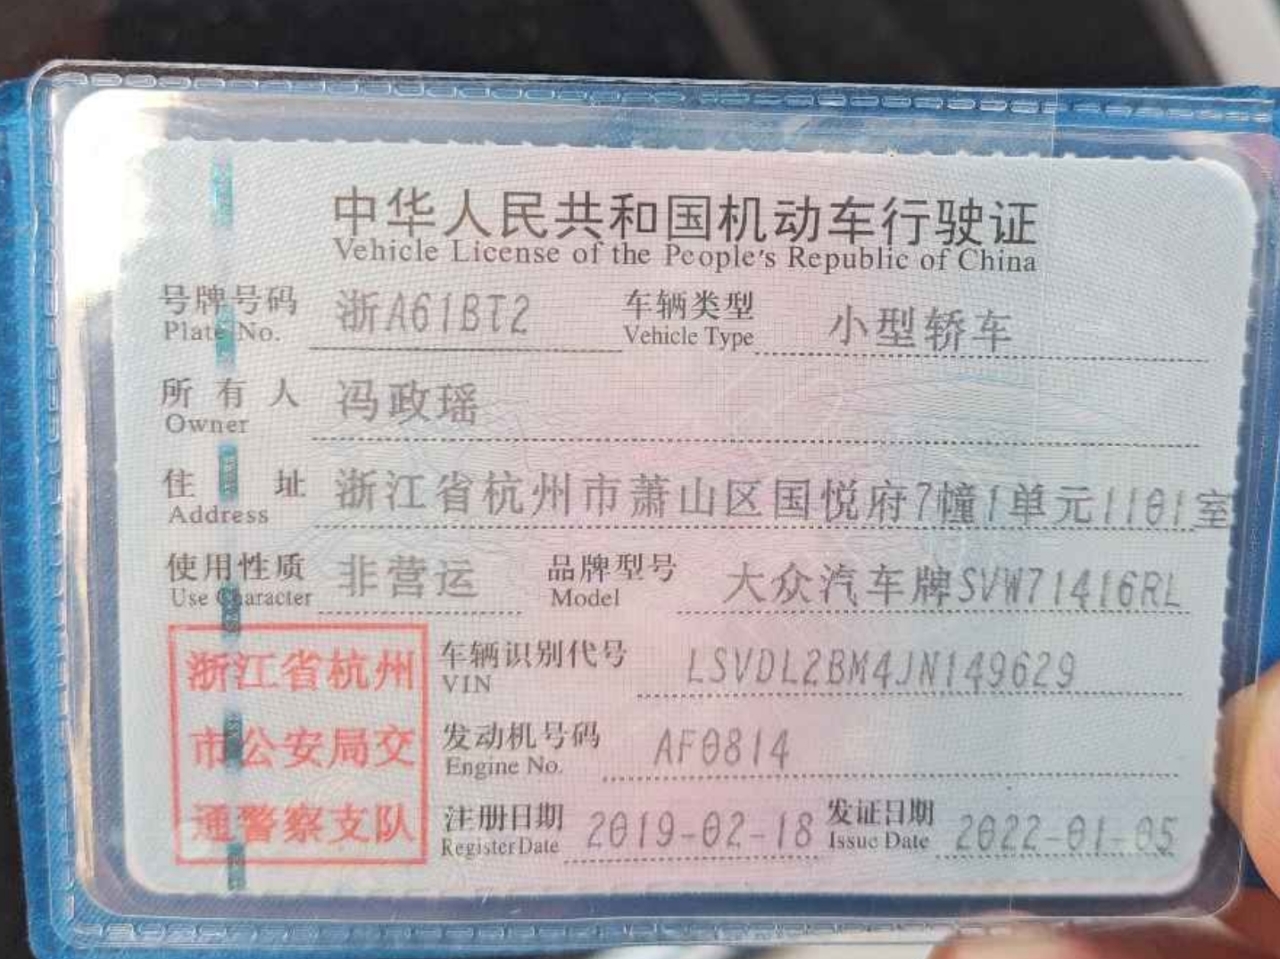 中华人民共和国机动车行驶证
Vehicle License of the People's Republic of China
号牌号码 浙A61BT2 车辆类型 小型轿车
Plate No. Vehicle Type
所有人 冯政瑶
Owner
住址 浙江省杭州市萧山区国悦府7幢1单元1101室
Address
使用性质 非营运 品牌型号 大众汽车牌SVW71416RL
Use Character Model
浙江省杭州
市公安局交
通警察支队
车辆识别代号 LSVDL2BM4JN149629
VIN
发动机号码 AF0814
Engine No.
注册日期 2019-02-18 发证日期 2022-01-05
Register Date Issue Date